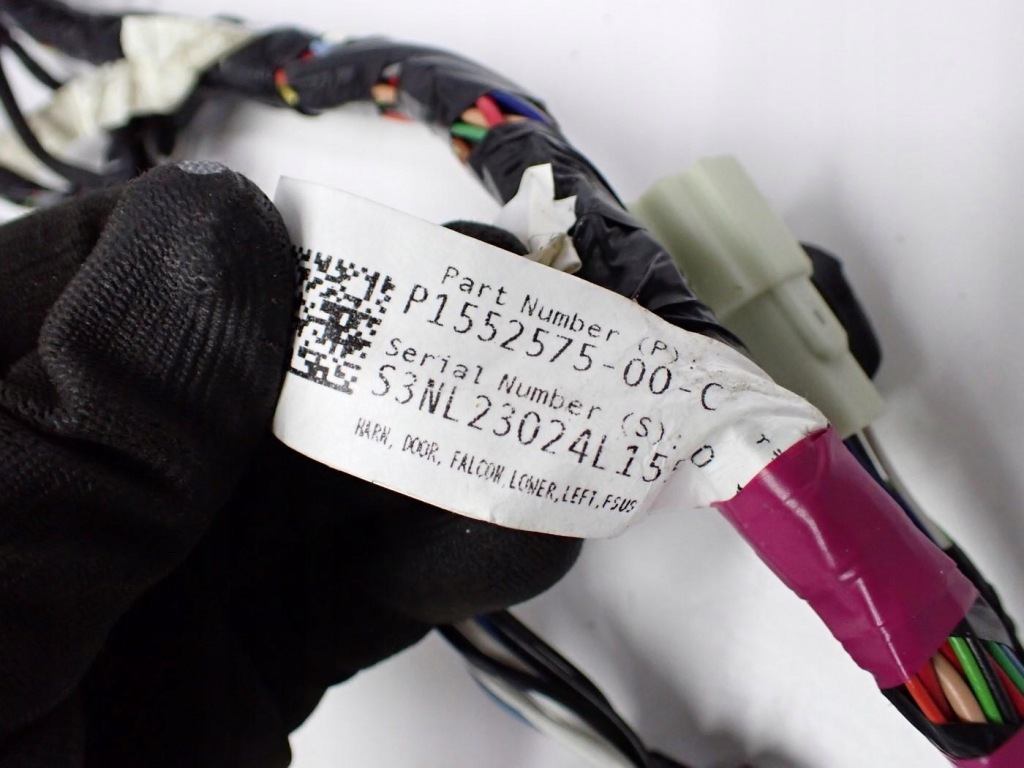 Part Number (P):
P1552575-00-C
Serial Number (S):
S3NL23024L15
HARN, DOOR, FALCON,LOWER,LEFT,FSUS